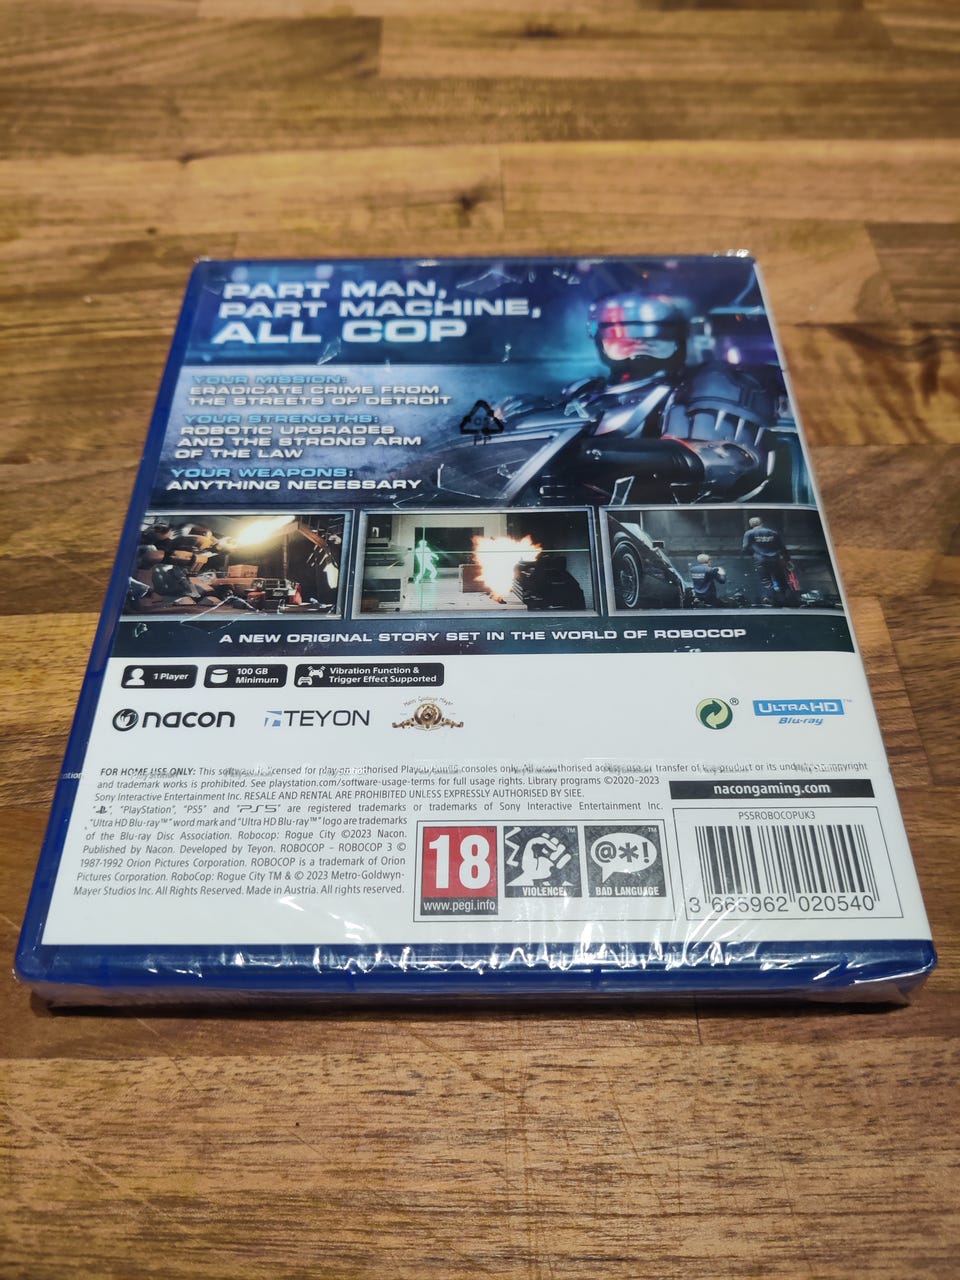 PART MAN,
PART MACHINE,
ALL COP
YOUR MISSION:
ERADICATE CRIME FROM
THE STREETS OF DETROIT
YOUR STRENGTHS:
ROBOTIC UPGRADES
AND THE STRONG ARM
OF THE LAW
YOUR WEAPONS:
ANYTHING NECESSARY
A NEW ORIGINAL STORY SET IN THE WORLD OF ROBOCOP
1 Player
100 GB
Minimum
Vibration Function &
Trigger Effect Supported
nacon
TEYON
Metro Goldwyn Mayer
®
ULTRA HD™
Blu-ray
FOR HOME USE ONLY: This software is licensed for play on authorised PlayStation®5 consoles only. All unauthorised access, use or transfer of the product or its underlying copyright
and trademark works is prohibited. See playstation.com/software-usage-terms for full usage rights. Library programs ©2020-2023
Sony Interactive Entertainment Inc. RESALE AND RENTAL ARE PROHIBITED UNLESS EXPRESSLY AUTHORISED BY SIEE.
" ", "PlayStation", "PS5" and "PS5" are registered trademarks or trademarks of Sony Interactive Entertainment Inc.
"Ultra HD Blu-ray™" word mark and "Ultra HD Blu-ray™" logo are trademarks
of the Blu-ray Disc Association. Robocop: Rogue City ©2023 Nacon.
Published by Nacon. Developed by Teyon. ROBOCOP - ROBOCOP 3 ©
1987-1992 Orion Pictures Corporation. ROBOCOP is a trademark of Orion
Pictures Corporation. RoboCop: Rogue City TM & © 2023 Metro-Goldwyn-
Mayer Studios Inc. All Rights Reserved. Made in Austria. All rights reserved.
nacongaming.com
PS5ROBOCOPUK3
18
www.pegi.info
VIOLENCE
@*!
BAD LANGUAGE
3 665962 020540